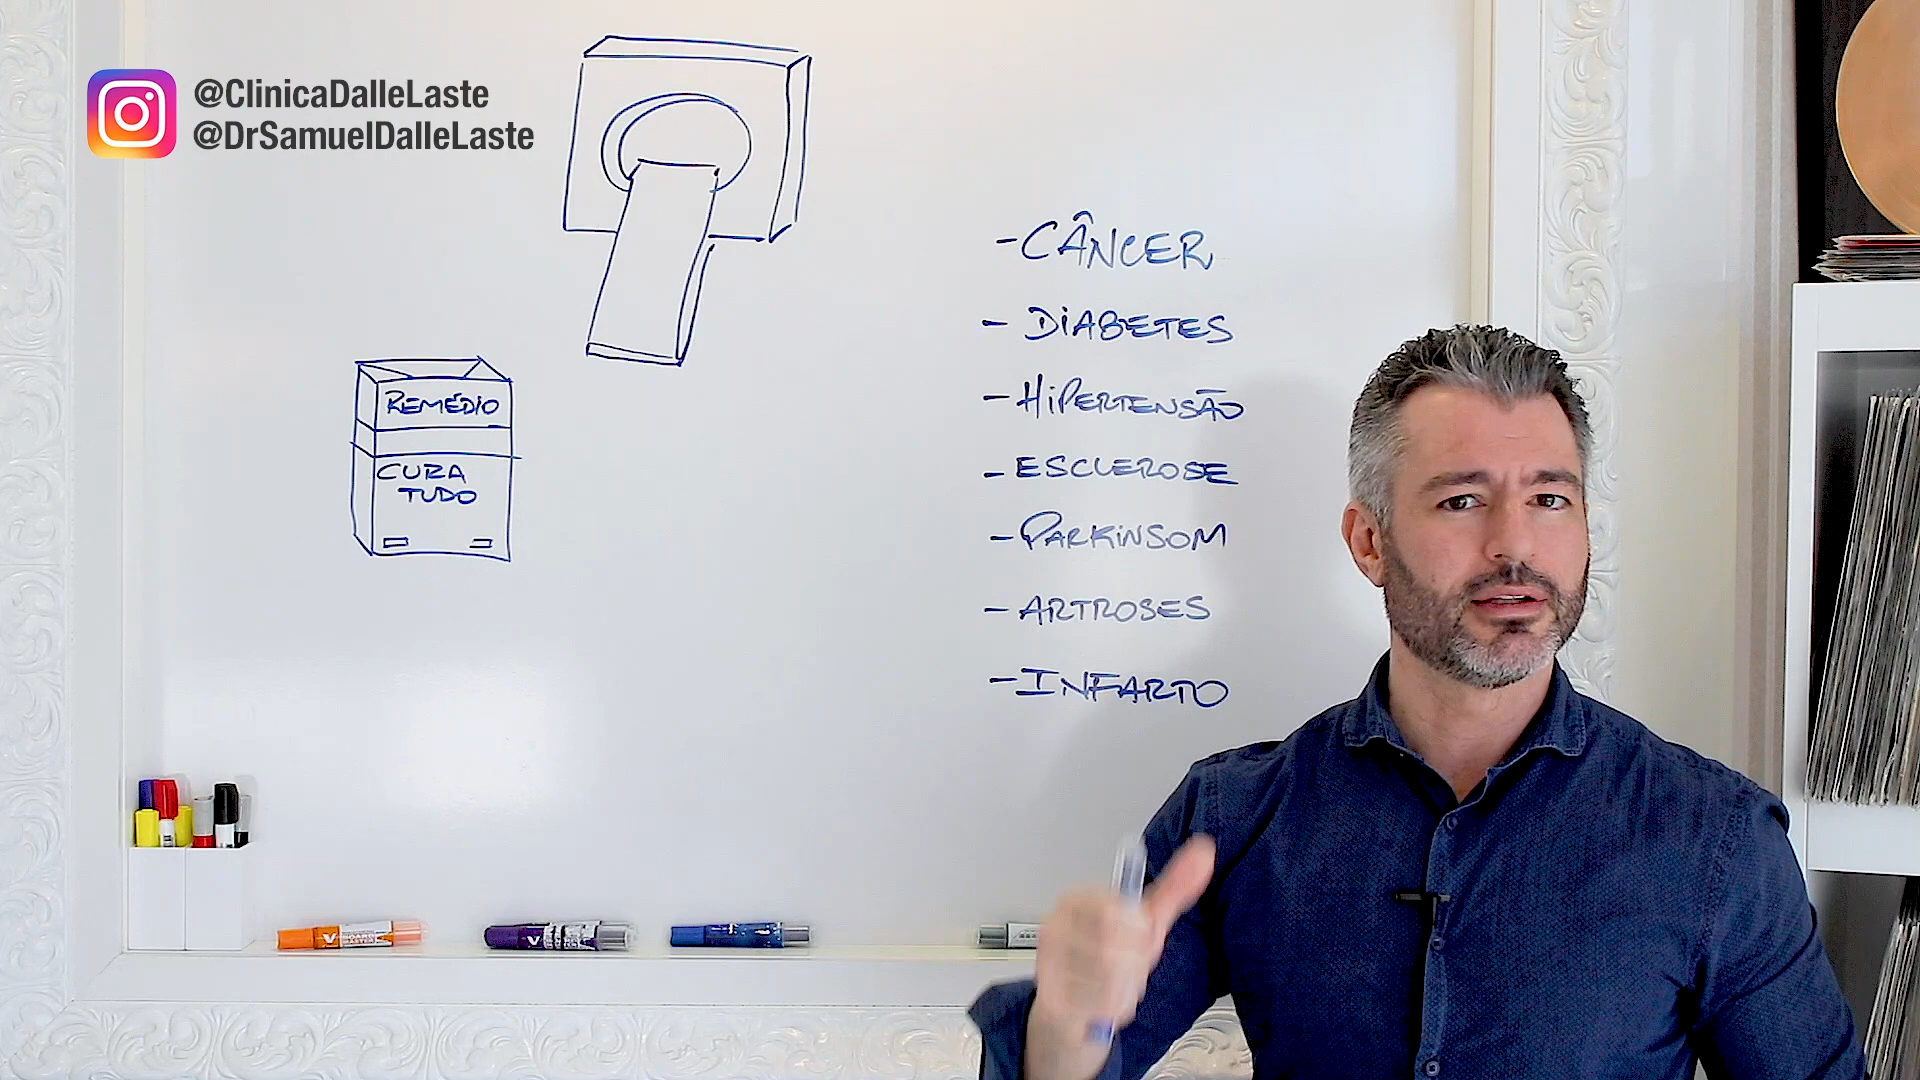 @ClinicaDalleLaste
@DrSamuelDalleLaste
REMÉDIO
CURA
TUDO
- CÂNCER
- DIABETES
- HIPERTENSÃO
- ESCLEROSE
- PARKINSOM
- ARTROSES
- INFARTO